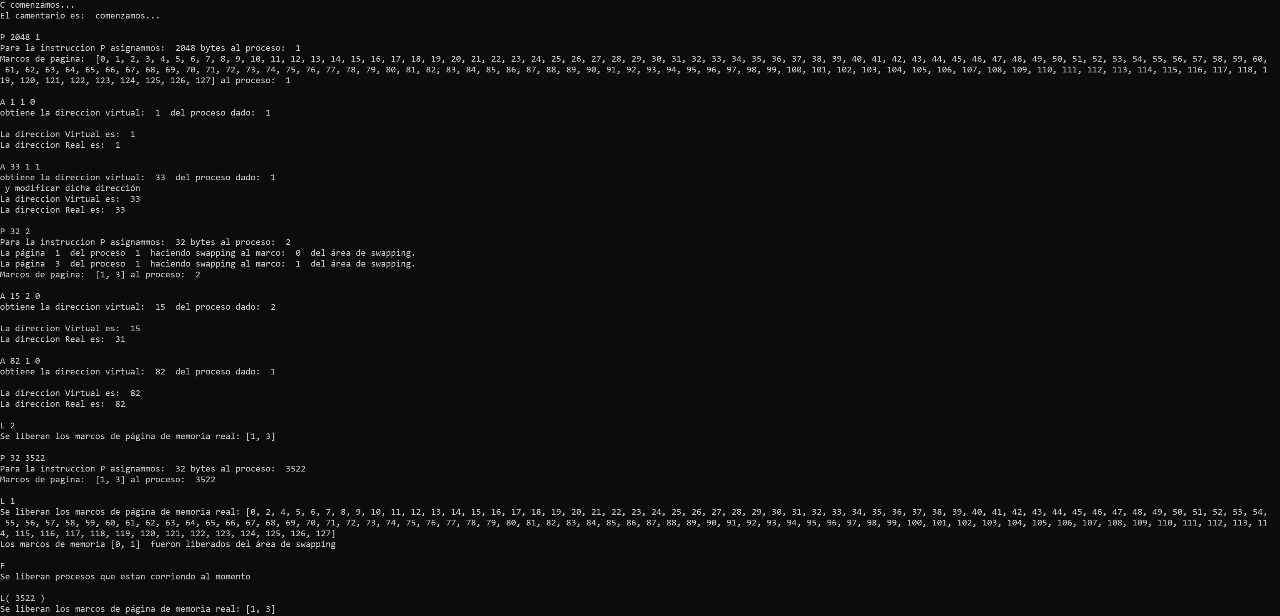 C comenzamos...
El camentario es:  comenzamos...
P 2048 1
Para la instruccion P asignammos:  2048 bytes al proceso:  1
Marcos de pagina:  [0, 1, 2, 3, 4, 5, 6, 7, 8, 9, 10, 11, 12, 13, 14, 15, 16, 17, 18, 19, 20, 21, 22, 23, 24, 25, 26, 27, 28, 29, 30, 31, 32, 33, 34, 35, 36, 37, 38, 39, 40, 41, 42, 43, 44, 45, 46, 47, 48, 49, 50, 51, 52, 53, 54, 55, 56, 57, 58, 59, 60,
61, 62, 63, 64, 65, 66, 67, 68, 69, 70, 71, 72, 73, 74, 75, 76, 77, 78, 79, 80, 81, 82, 83, 84, 85, 86, 87, 88, 89, 90, 91, 92, 93, 94, 95, 96, 97, 98, 99, 100, 101, 102, 103, 104, 105, 106, 107, 108, 109, 110, 111, 112, 113, 114, 115, 116, 117, 118, 1
19, 120, 121, 122, 123, 124, 125, 126, 127] al proceso:  1
A 1 1 0
obtiene la direccion virtual:  1  del proceso dado:  1
La direccion Virtual es:  1
La direccion Real es:  1
A 33 1 1
obtiene la direccion virtual:  33  del proceso dado:  1
y modificar dicha dirección
La direccion Virtual es:  33
La direccion Real es:  33
P 32 2
Para la instruccion P asignammos:  32 bytes al proceso:  2
La página  1  del proceso  1  haciendo swapping al marco:  0  del área de swapping.
La página  3  del proceso  1  haciendo swapping al marco:  1  del área de swapping.
Marcos de pagina:  [1, 3] al proceso:  2
A 15 2 0
obtiene la direccion virtual:  15  del proceso dado:  2
La direccion Virtual es:  15
La direccion Real es:  31
A 82 1 0
obtiene la direccion virtual:  82  del proceso dado:  1
La direccion Virtual es:  82
La direccion Real es:  82
L 2
Se liberan los marcos de página de memoria real: [1, 3]
P 32 3522
Para la instruccion P asignammos:  32 bytes al proceso:  3522
Marcos de pagina:  [1, 3] al proceso:  3522
L 1
Se liberan los marcos de página de memoria real: [0, 2, 4, 5, 6, 7, 8, 9, 10, 11, 12, 13, 14, 15, 16, 17, 18, 19, 20, 21, 22, 23, 24, 25, 26, 27, 28, 29, 30, 31, 32, 33, 34, 35, 36, 37, 38, 39, 40, 41, 42, 43, 44, 45, 46, 47, 48, 49, 50, 51, 52, 53, 54,
55, 56, 57, 58, 59, 60, 61, 62, 63, 64, 65, 66, 67, 68, 69, 70, 71, 72, 73, 74, 75, 76, 77, 78, 79, 80, 81, 82, 83, 84, 85, 86, 87, 88, 89, 90, 91, 92, 93, 94, 95, 96, 97, 98, 99, 100, 101, 102, 103, 104, 105, 106, 107, 108, 109, 110, 111, 112, 113, 11
4, 115, 116, 117, 118, 119, 120, 121, 122, 123, 124, 125, 126, 127]
Los marcos de memoria [0, 1]  fueron liberados del área de swapping
F
Se liberan procesos que estan corriendo al momento
L( 3522 )
Se liberan los marcos de página de memoria real: [1, 3]